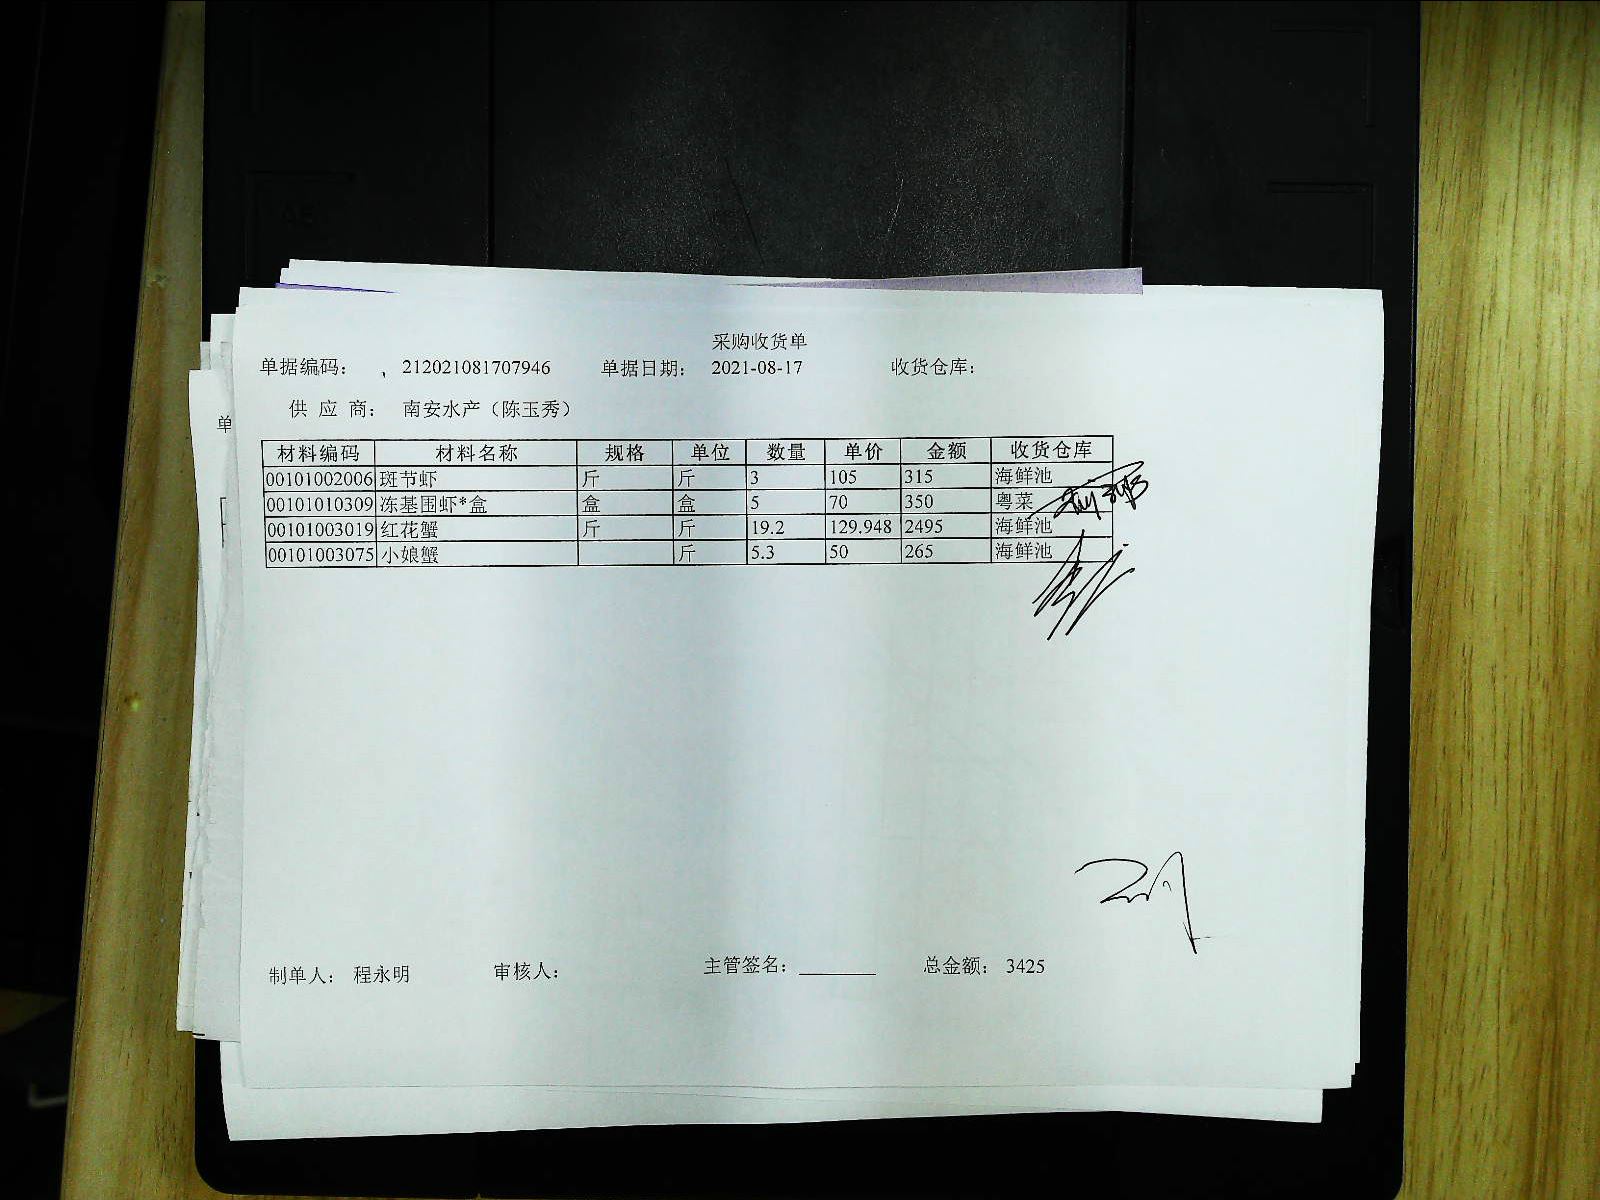 采购收货单
单据编码： 212021081707946 单据日期： 2021-08-17 收货仓库：
供 应 商： 南安水产（陈玉秀）
材料编码 材料名称 规格 单位 数量 单价 金额 收货仓库
00101002006 斑节虾 斤 斤 3 105 315 海鲜池
00101010309 冻基围虾*盒 盒 盒 5 70 350 粤菜
00101003019 红花蟹 斤 斤 19.2 129.948 2495 海鲜池
00101003075 小娘蟹 斤 5.3 50 265 海鲜池
制单人： 程永明 审核人： 主管签名： 总金额： 3425
单